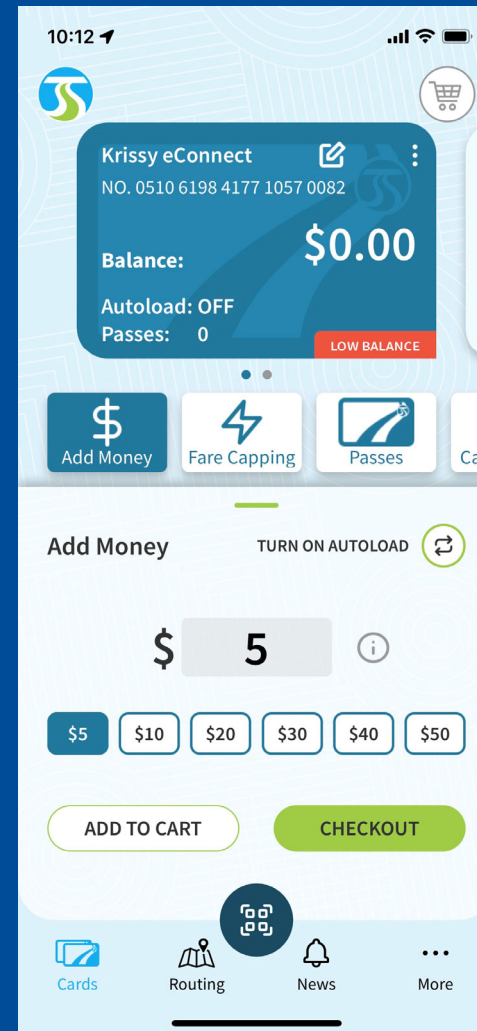 10:12
Krissy eConnect
NO. 0510 6198 4177 1057 0082
Balance: $0.00
Autoload: OFF
Passes: 0
LOW BALANCE
$
Add Money
Fare Capping
Passes
Ca
Add Money
TURN ON AUTOLOAD
$ 5
$5 $10 $20 $30 $40 $50
ADD TO CART
CHECKOUT
Cards
Routing
News
More